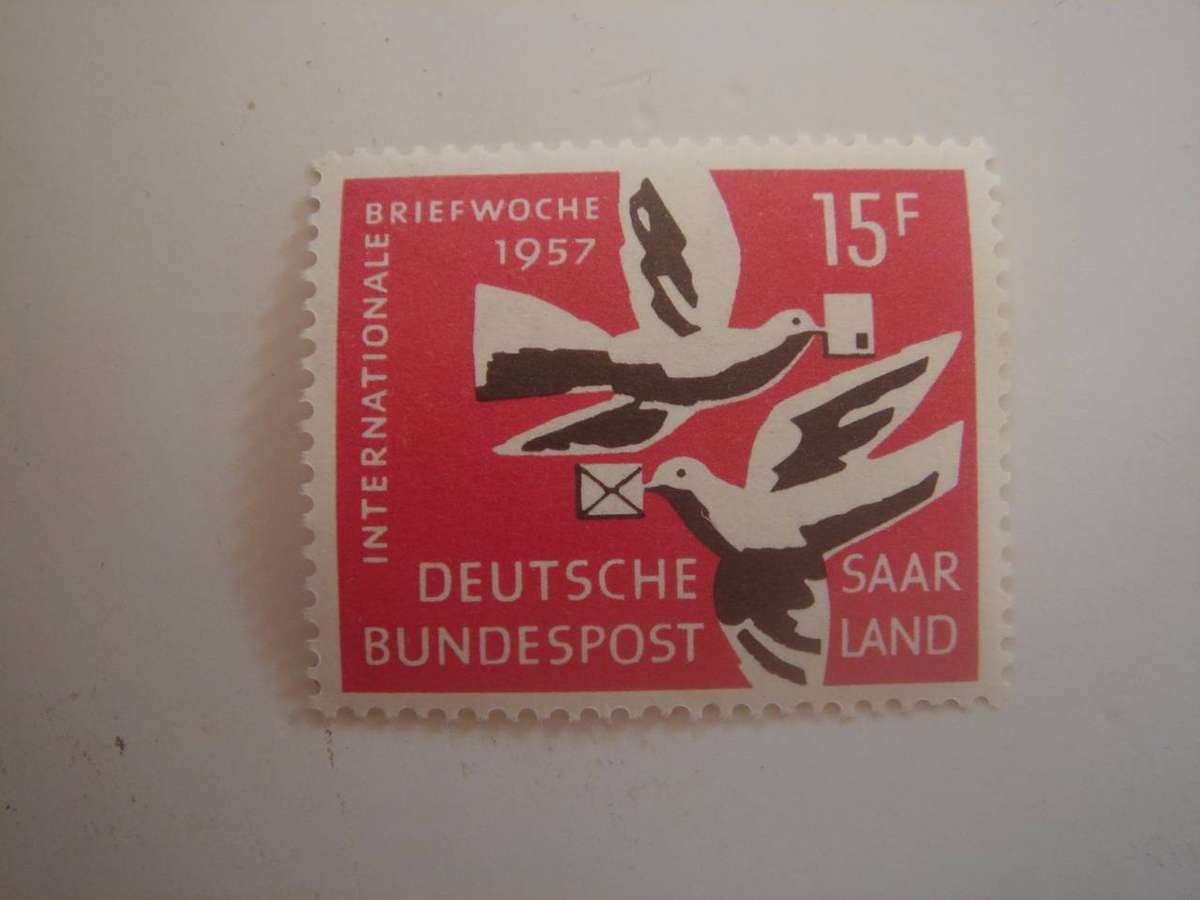 INTERNATIONALE
BRIEFWOCHE
1957
15F
DEUTSCHE
BUNDESPOST
SAAR
LAND